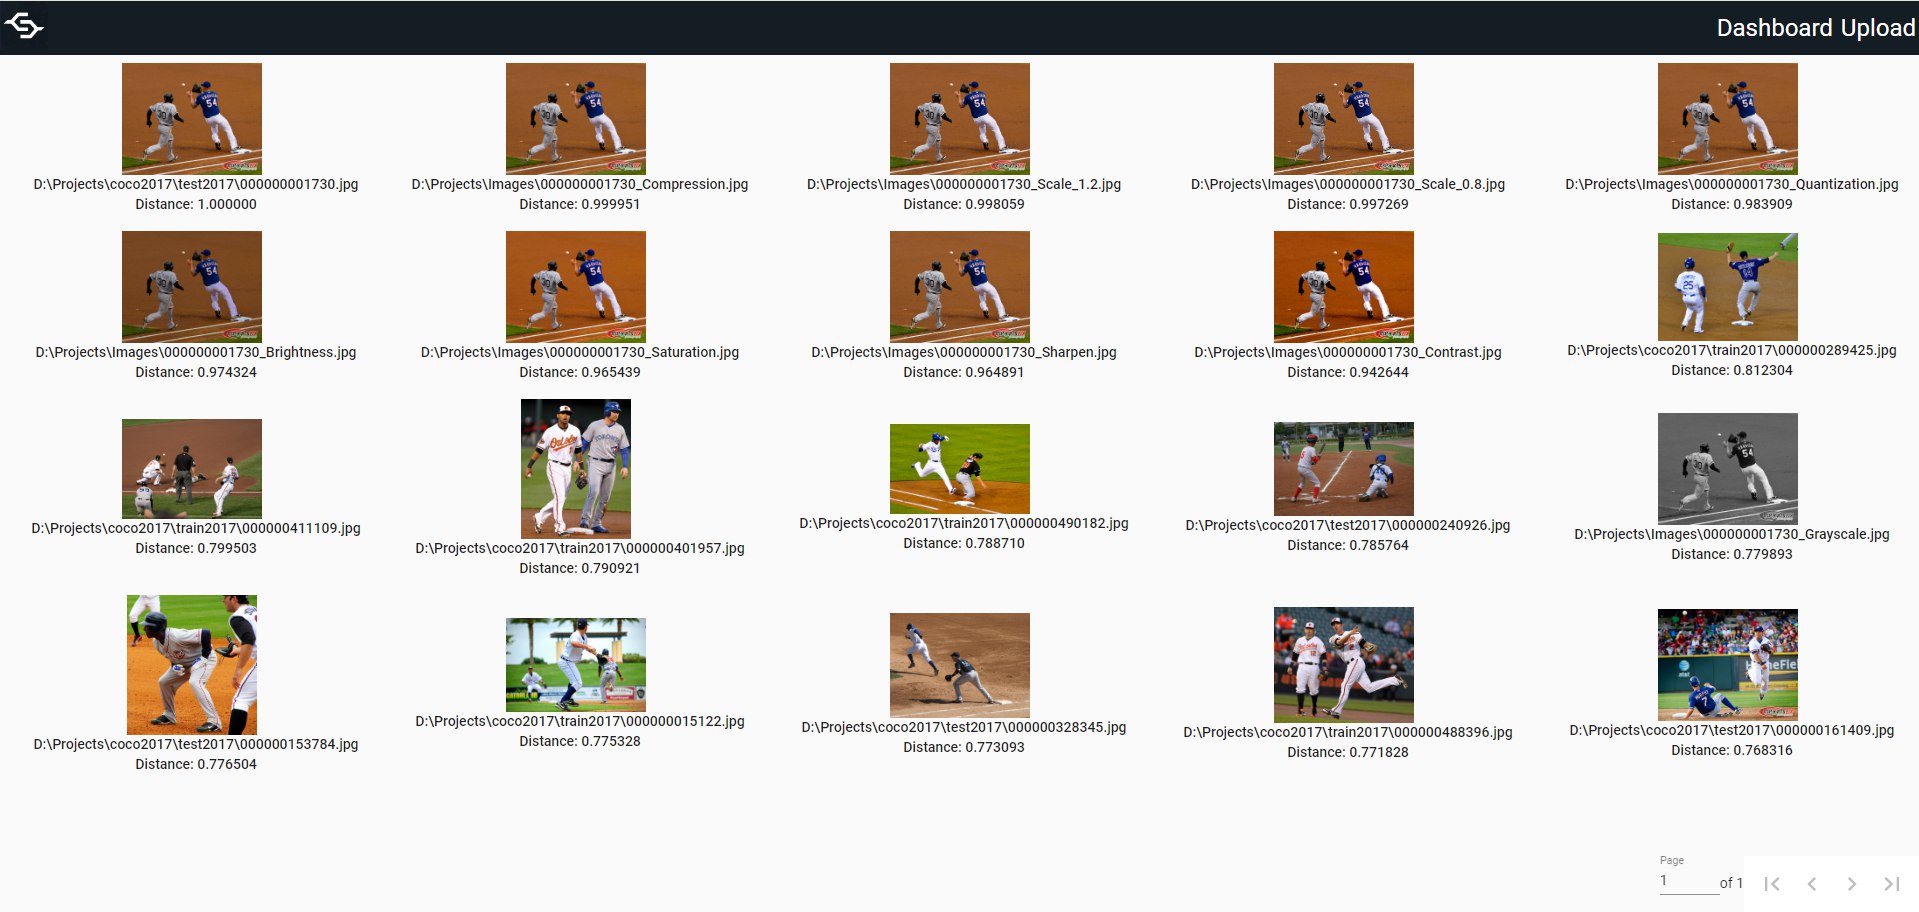 Dashboard Upload
D:\Projects\coco2017\test2017\000000001730.jpg
Distance: 1.000000
D:\Projects\Images\000000001730_Compression.jpg
Distance: 0.999951
D:\Projects\Images\000000001730_Scale_1.2.jpg
Distance: 0.998059
D:\Projects\Images\000000001730_Scale_0.8.jpg
Distance: 0.997269
D:\Projects\Images\000000001730_Quantization.jpg
Distance: 0.983909
D:\Projects\Images\000000001730_Brightness.jpg
Distance: 0.974324
D:\Projects\Images\000000001730_Saturation.jpg
Distance: 0.965439
D:\Projects\Images\000000001730_Sharpen.jpg
Distance: 0.964891
D:\Projects\Images\000000001730_Contrast.jpg
Distance: 0.942644
D:\Projects\coco2017\train2017\000000289425.jpg
Distance: 0.812304
D:\Projects\coco2017\train2017\000000411109.jpg
Distance: 0.799503
D:\Projects\coco2017\train2017\000000401957.jpg
Distance: 0.790921
D:\Projects\coco2017\train2017\000000490182.jpg
Distance: 0.788710
D:\Projects\coco2017\test2017\000000240926.jpg
Distance: 0.785764
D:\Projects\Images\000000001730_Grayscale.jpg
Distance: 0.779893
D:\Projects\coco2017\test2017\000000153784.jpg
Distance: 0.776504
D:\Projects\coco2017\train2017\000000015122.jpg
Distance: 0.775328
D:\Projects\coco2017\test2017\000000328345.jpg
Distance: 0.773093
D:\Projects\coco2017\train2017\000000488396.jpg
Distance: 0.771828
D:\Projects\coco2017\test2017\000000161409.jpg
Distance: 0.768316
Page
1 of 1